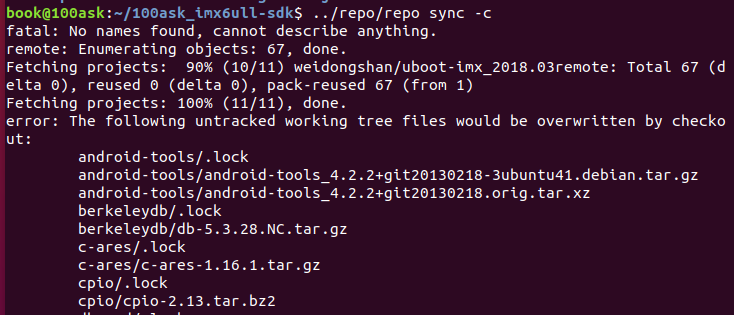 book@100ask:~/100ask_imx6ull-sdk$ ../repo/repo sync -c
fatal: No names found, cannot describe anything.
remote: Enumerating objects: 67, done.
Fetching projects:  90% (10/11) weidongshan/uboot-imx_2018.03remote: Total 67 (d
elta 0), reused 0 (delta 0), pack-reused 67 (from 1)
Fetching projects: 100% (11/11), done.
error: The following untracked working tree files would be overwritten by checko
ut:
        android-tools/.lock
        android-tools/android-tools_4.2.2+git20130218-3ubuntu41.debian.tar.gz
        android-tools/android-tools_4.2.2+git20130218.orig.tar.xz
        berkeleydb/.lock
        berkeleydb/db-5.3.28.NC.tar.gz
        c-ares/.lock
        c-ares/c-ares-1.16.1.tar.gz
        cpio/.lock
        cpio/cpio-2.13.tar.bz2